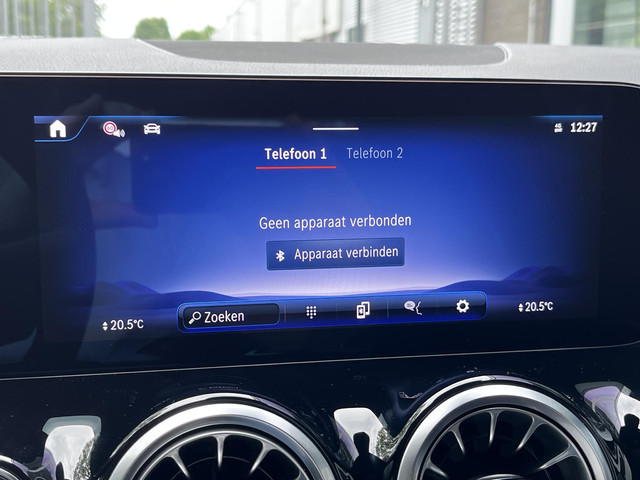 12:27
Telefoon 1 Telefoon 2
Geen apparaat verbonden
Apparaat verbinden
Zoeken
20.5°C
20.5°C